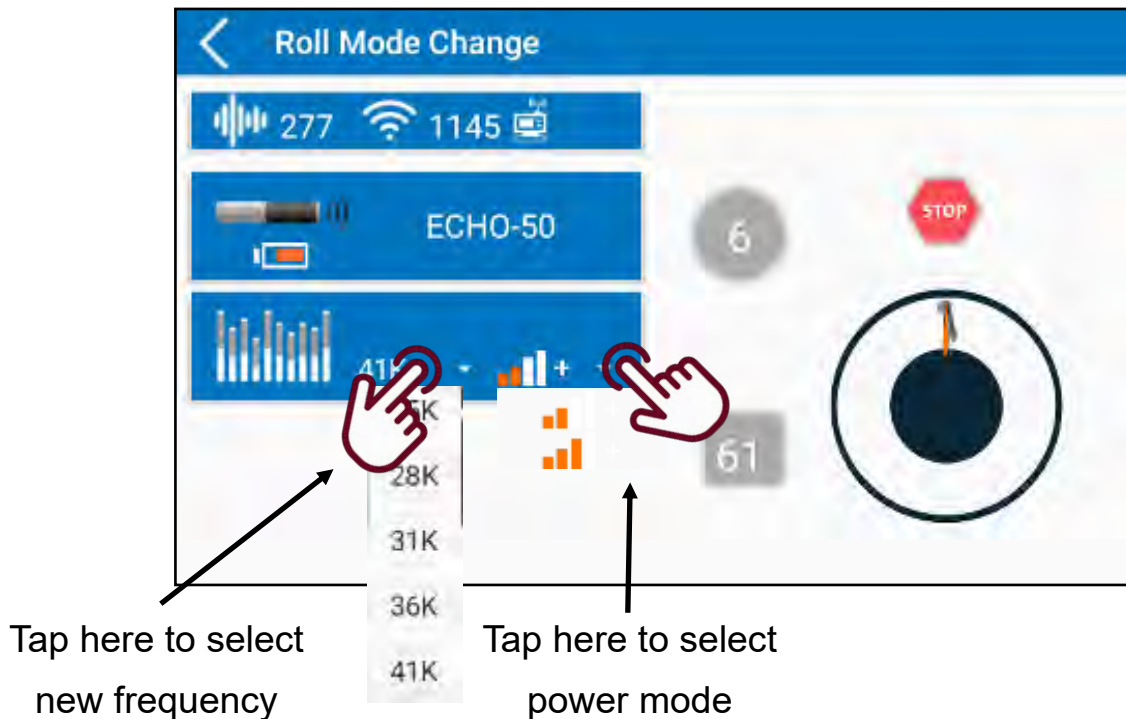 Roll Mode Change
277 1145
ECHO-50
6
STOP
+
61
28K
31K
36K
41K
Tap here to select
new frequency
Tap here to select
power mode